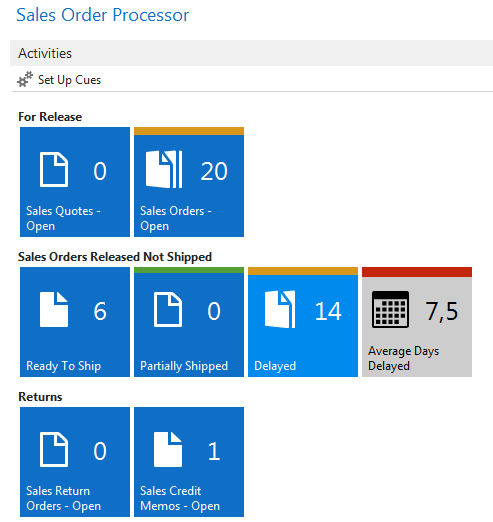 Sales Order Processor
Activities
Set Up Cues
For Release
0
Sales Quotes -
Open
20
Sales Orders -
Open
Sales Orders Released Not Shipped
6
Ready To Ship
0
Partially Shipped
14
Delayed
7,5
Average Days
Delayed
Returns
0
Sales Return
Orders - Open
1
Sales Credit
Memos - Open